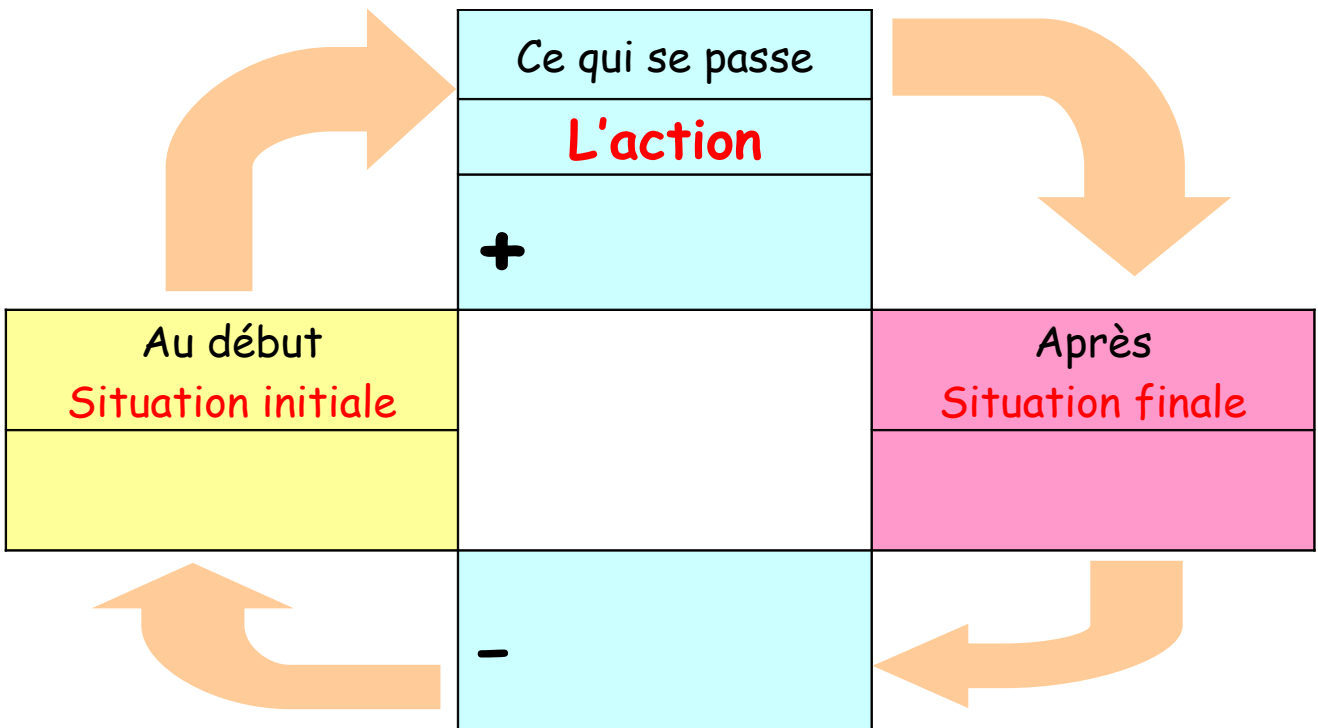 Ce qui se passe
L'action
+
Au début
Situation initiale
Après
Situation finale
-